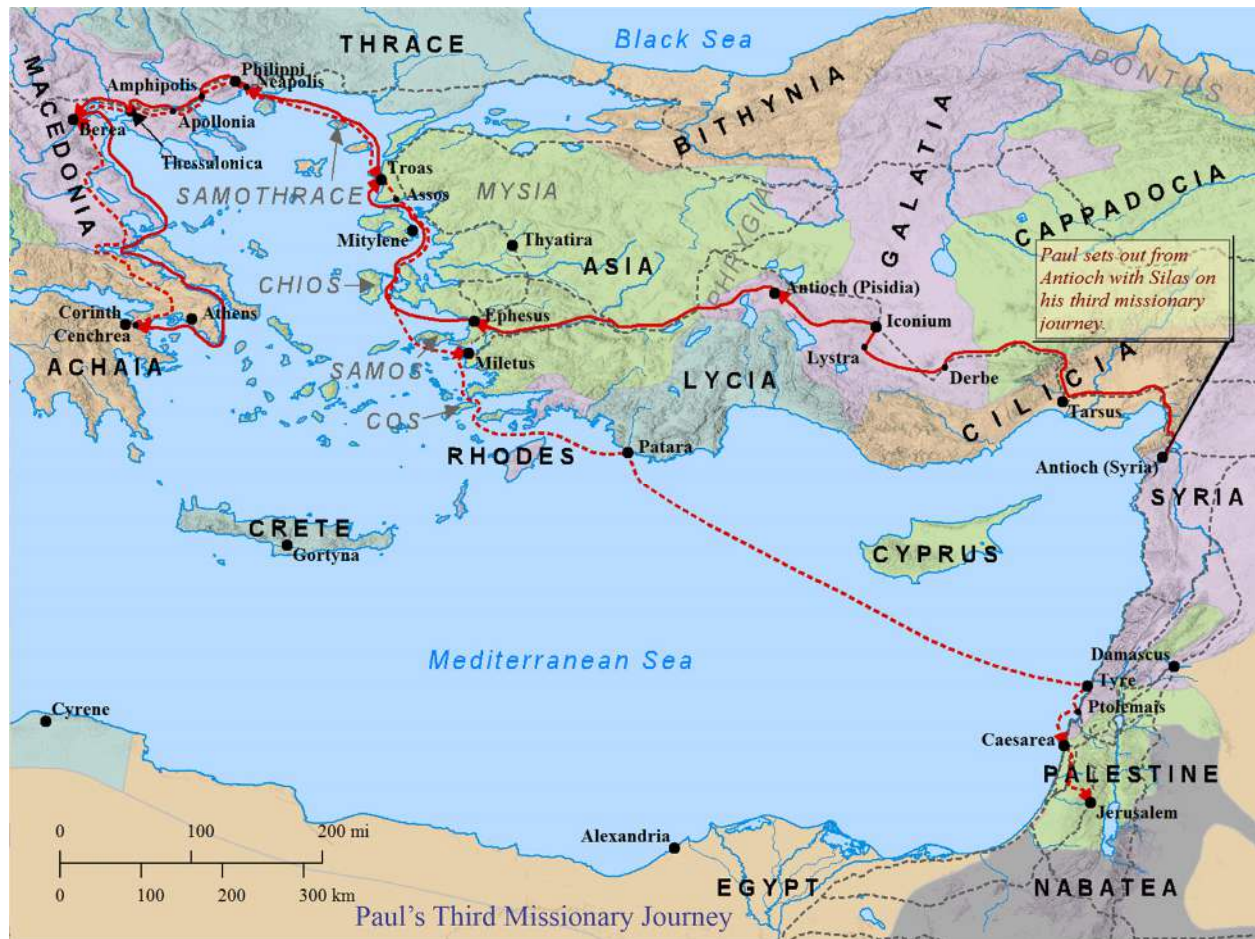 THRACE
Black Sea
MACEDONIA
Amphipolis
Philippi
Neapolis
Apollonia
Berea
Thessalonica
BITHYNIA
PONTUS
GALATIA
CAPPADOCIA
Troas
Assos
SAMOTHRACE
MYSIA
Mitylene
Thyatira
ASIA
PHRYGIA
Paul sets out from
Antioch with Silas on
his third missionary
journey.
CHIOS
Antioch (Pisidia)
Corinth
Cenchrea
Athens
Ephesus
Iconium
ACHAIA
SAMOS
Miletus
Lystra
Derbe
LYCIA
CILICIA
COS
Tarsus
RHODES
Patara
Antioch (Syria)
SYRIA
CRETE
Gortyna
CYPRUS
Mediterranean Sea
Damascus
Tyre
Ptolemais
Cyrene
Caesarea
PALESTINE
Jerusalem
0 100 200 mi
0 100 200 300 km
Alexandria
EGYPT
NABATEA
Paul's Third Missionary Journey